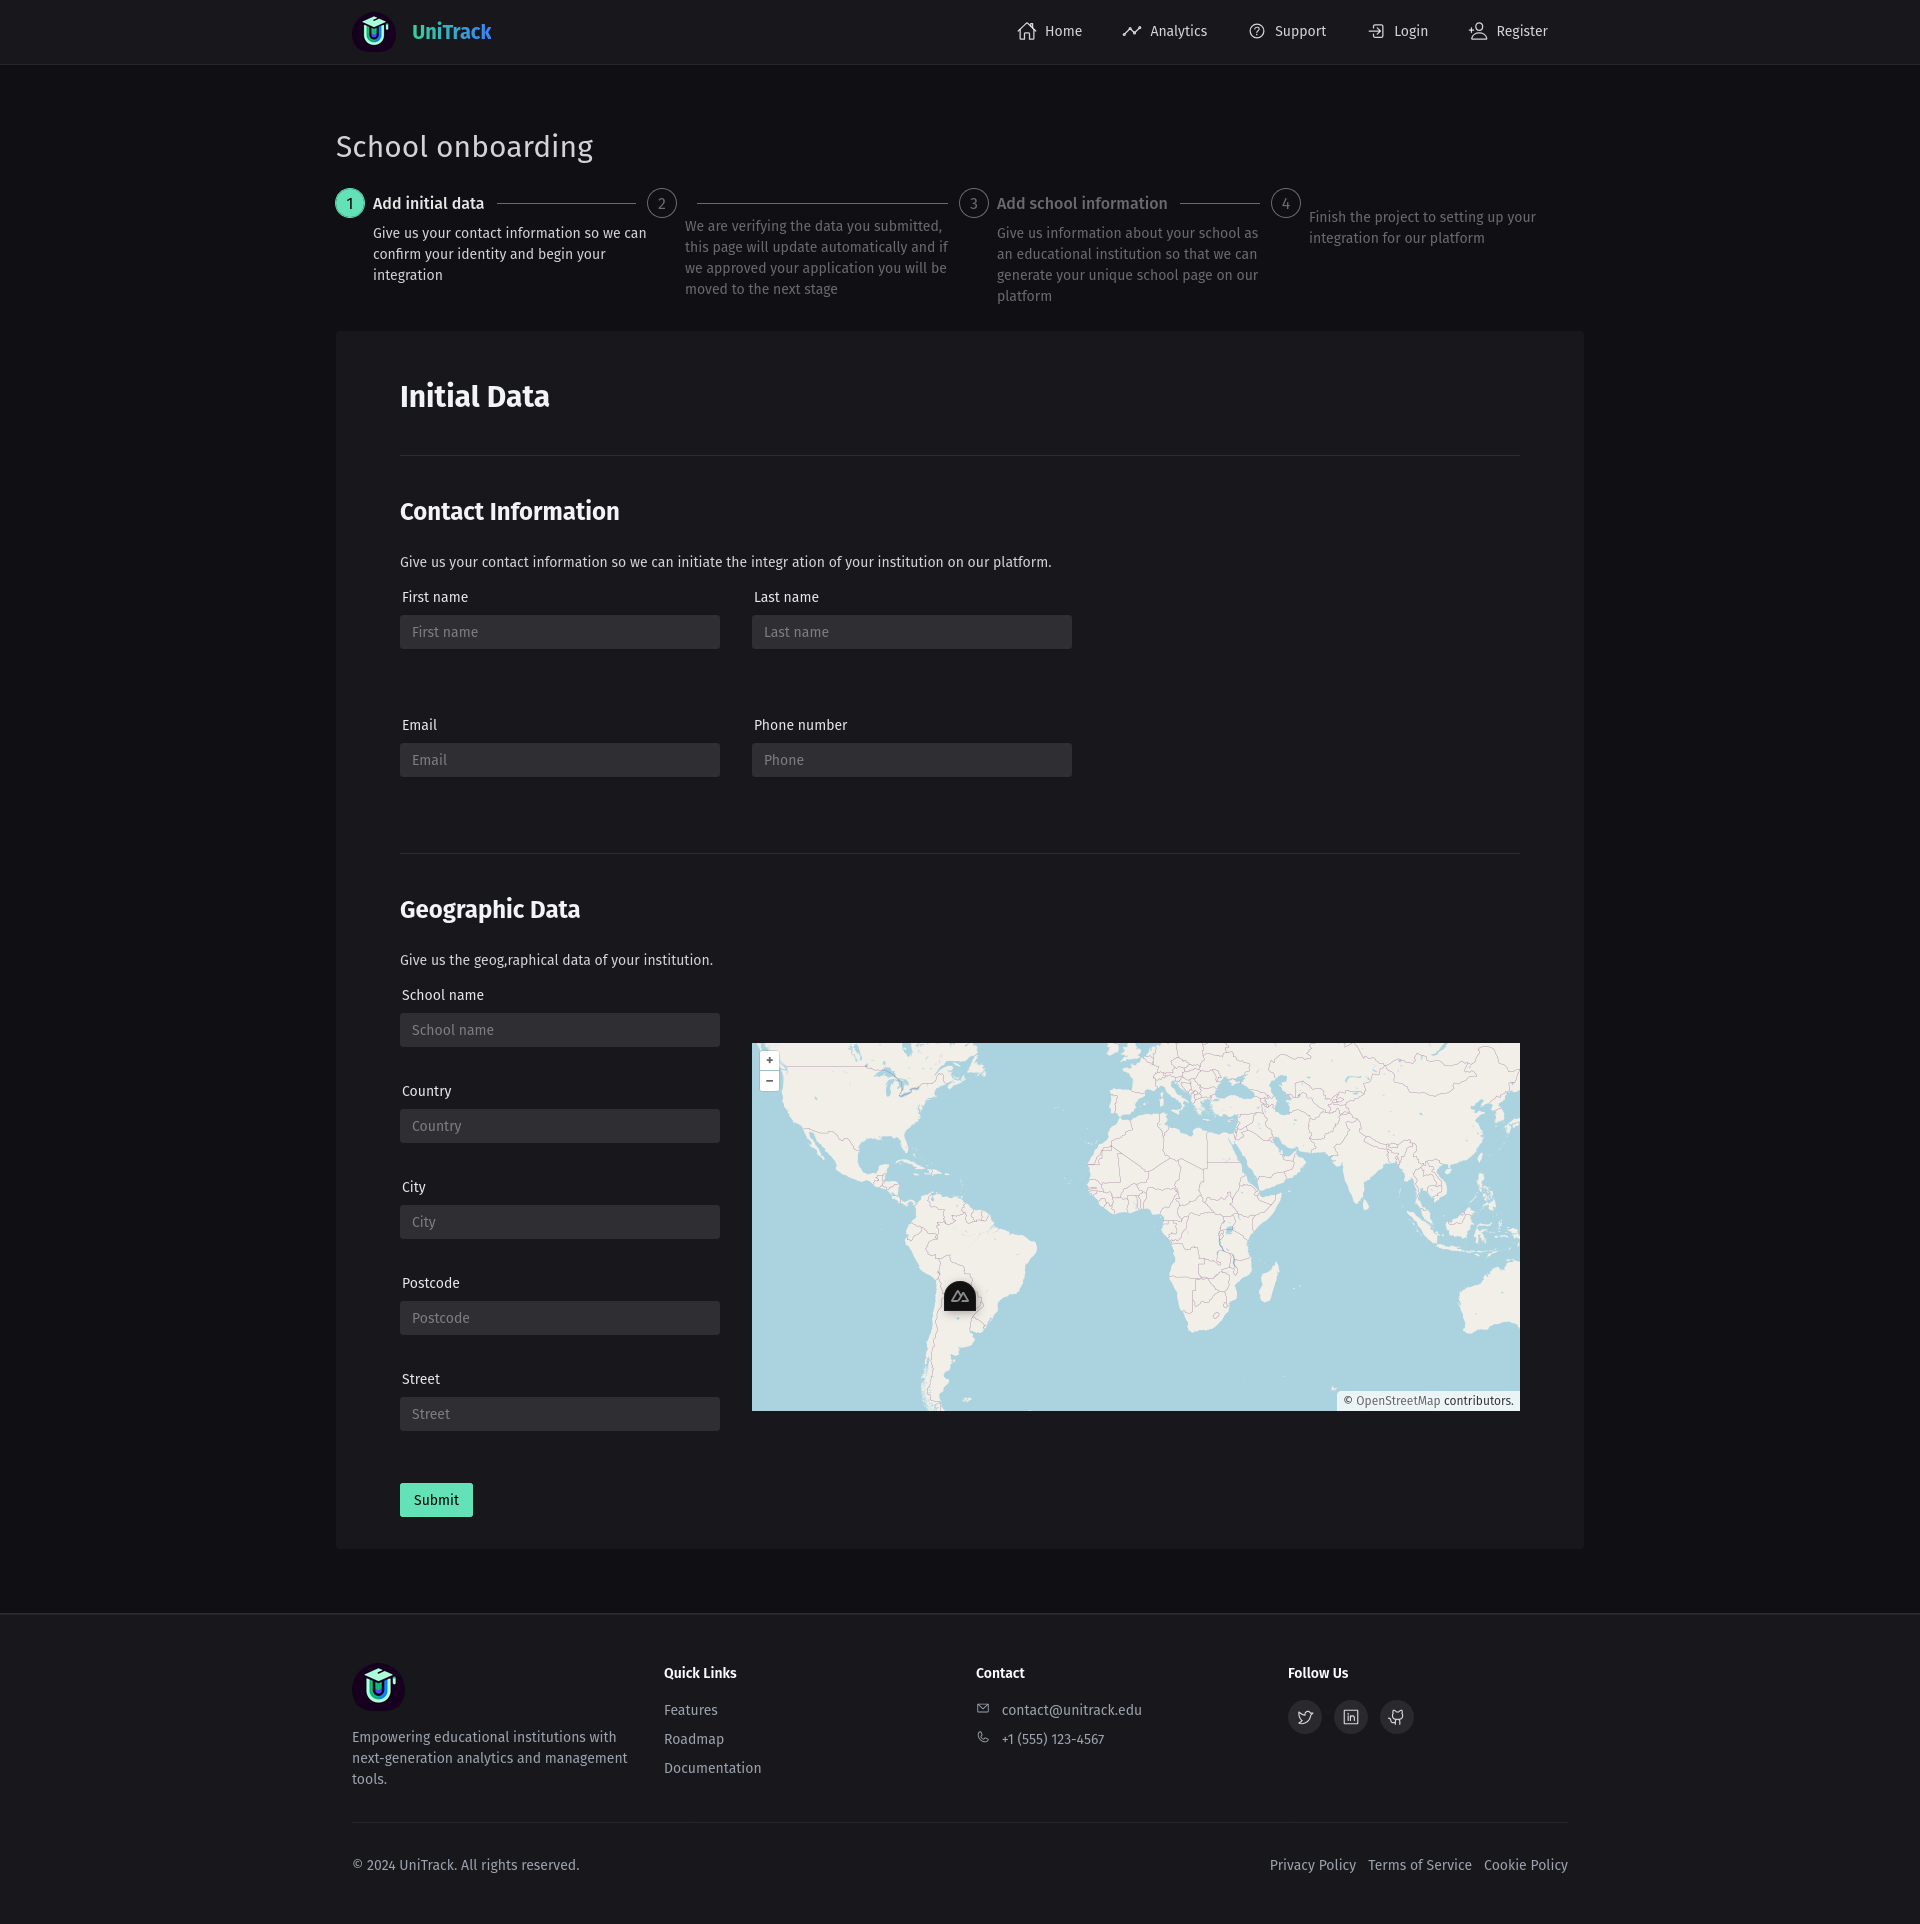 UniTrack
Home
Analytics
Support
Login
Register
School onboarding
1
Add initial data
Give us your contact information so we can
confirm your identity and begin your
integration
2
We are verifying the data you submitted,
this page will update automatically and if
we approved your application you will be
moved to the next stage
3
Add school information
Give us information about your school as
an educational institution so that we can
generate your unique school page on our
platform
4
Finish the project to setting up your
integration for our platform
Initial Data
Contact Information
Give us your contact information so we can initiate the integr ation of your institution on our platform.
First name
Last name
First name
Last name
Email
Phone number
Email
Phone
Geographic Data
Give us the geog,raphical data of your institution.
School name
School name
Country
Country
City
City
Postcode
Postcode
Street
Street
+
−
© OpenStreetMap contributors.
Submit
Empowering educational institutions with
next-generation analytics and management
tools.
Quick Links
Features
Roadmap
Documentation
Contact
contact@unitrack.edu
+1 (555) 123-4567
Follow Us
© 2024 UniTrack. All rights reserved.
Privacy Policy
Terms of Service
Cookie Policy